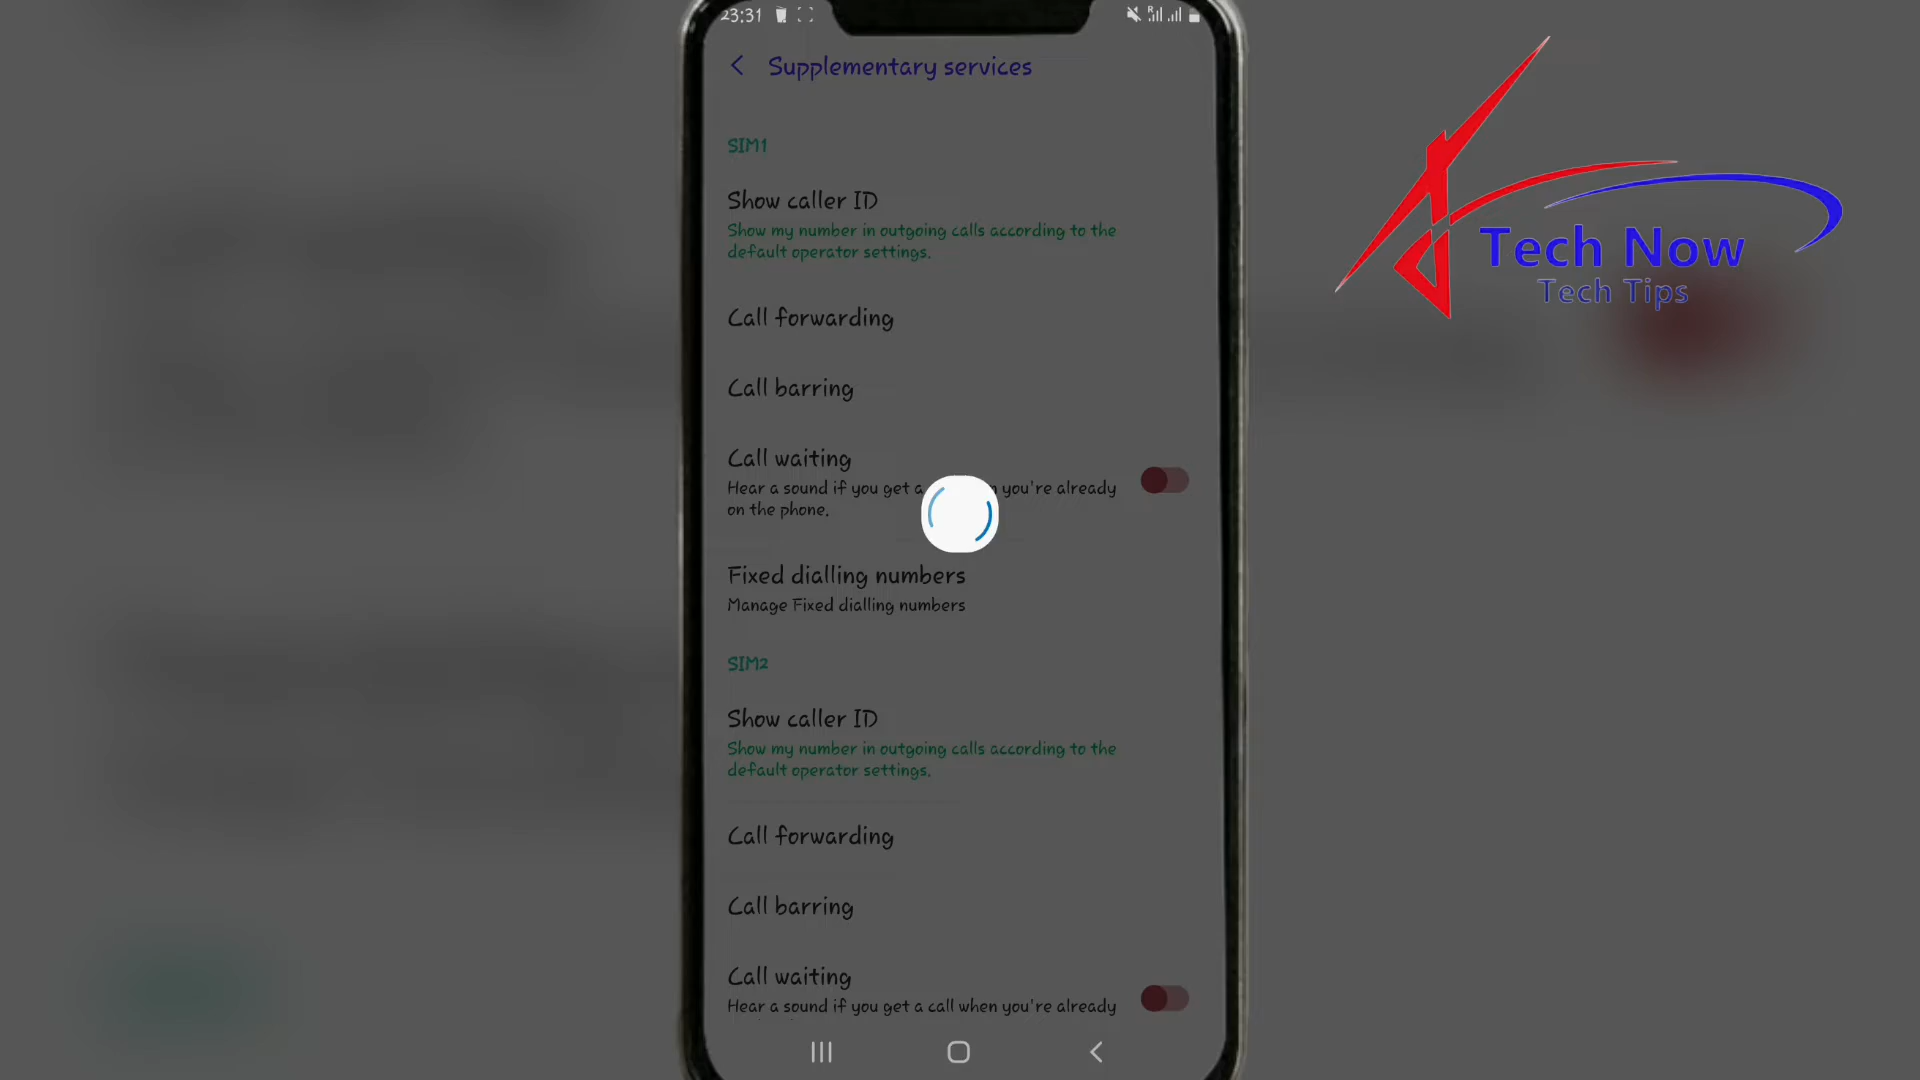 23:31
Supplementary services
SIM1
Show caller ID
Show my number in outgoing calls according to the
default operator settings.
Call forwarding
Call barring
Call waiting
Hear a sound if you get a you're already
on the phone.
Fixed dialling numbers
Manage Fixed dialling numbers
SIM2
Show caller ID
Show my number in outgoing calls according to the
default operator settings.
Call forwarding
Call barring
Call waiting
Hear a sound if you get a call when you're already
Tech Now
Tech Tips